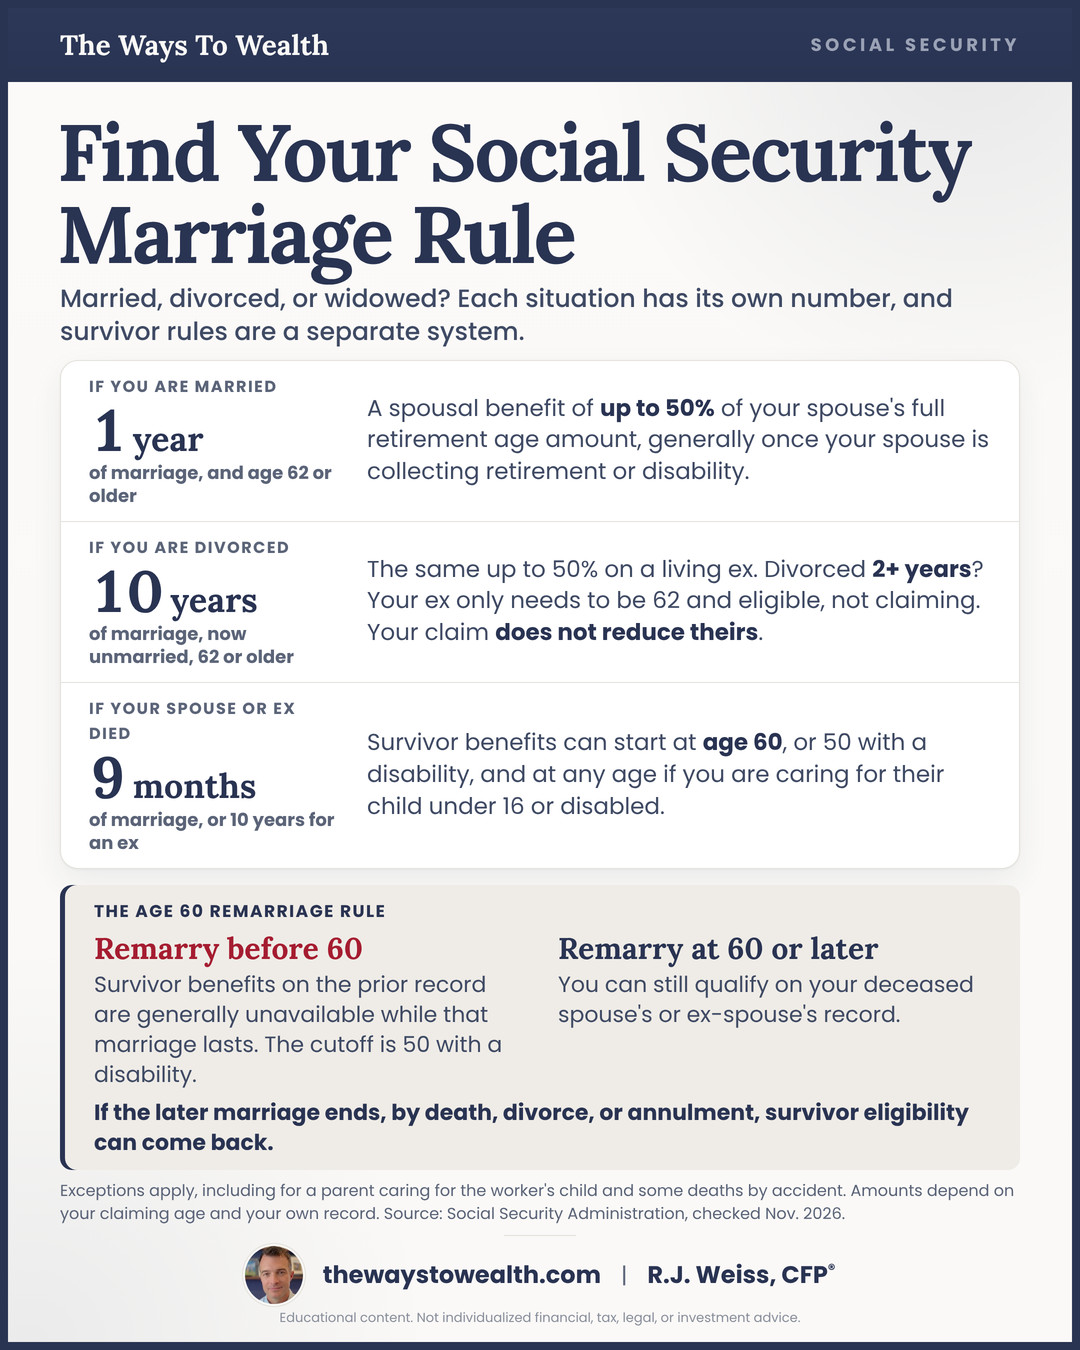 The Ways To Wealth
SOCIAL SECURITY
Find Your Social Security
Marriage Rule
Married, divorced, or widowed? Each situation has its own number, and
survivor rules are a separate system.
IF YOU ARE MARRIED
1 year
of marriage, and age 62 or
older
A spousal benefit of up to 50% of your spouse's full
retirement age amount, generally once your spouse is
collecting retirement or disability.
IF YOU ARE DIVORCED
10 years
of marriage, now
unmarried, 62 or older
The same up to 50% on a living ex. Divorced 2+ years?
Your ex only needs to be 62 and eligible, not claiming.
Your claim does not reduce theirs.
IF YOUR SPOUSE OR EX
DIED
9 months
of marriage, or 10 years for
an ex
Survivor benefits can start at age 60, or 50 with a
disability, and at any age if you are caring for their
child under 16 or disabled.
THE AGE 60 REMARRIAGE RULE
Remarry before 60
Survivor benefits on the prior record
are generally unavailable while that
marriage lasts. The cutoff is 50 with a
disability.
Remarry at 60 or later
You can still qualify on your deceased
spouse's or ex-spouse's record.
If the later marriage ends, by death, divorce, or annulment, survivor eligibility
can come back.
Exceptions apply, including for a parent caring for the worker's child and some deaths by accident. Amounts depend on
your claiming age and your own record. Source: Social Security Administration, checked Nov. 2026.
thewaystowealth.com | R.J. Weiss, CFP®
Educational content. Not individualized financial, tax, legal, or investment advice.